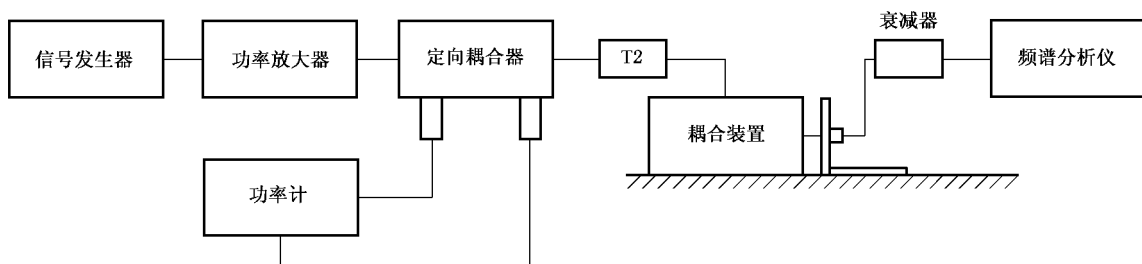 衰减器
信号发生器
功率放大器
定向耦合器
T2
频谱分析仪
耦合装置
功率计